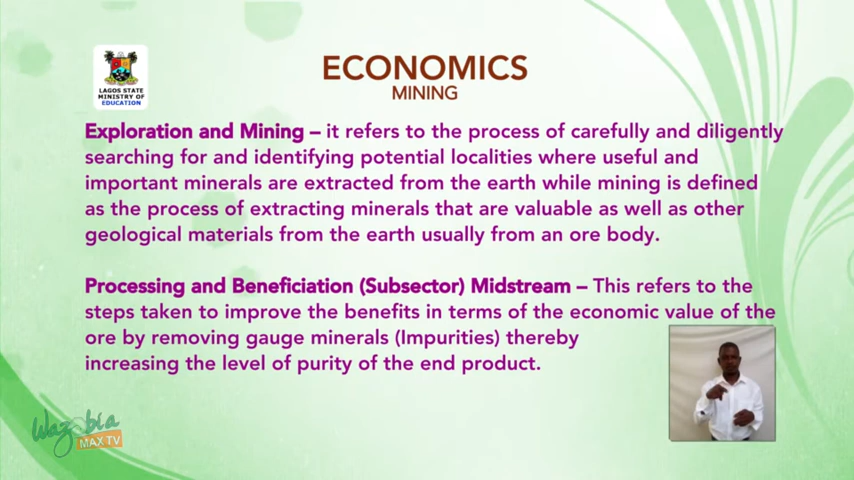 ECONOMICS
MINING
LAGOS STATE
MINISTRY OF
EDUCATION
Exploration and Mining – it refers to the process of carefully and diligently
searching for and identifying potential localities where useful and
important minerals are extracted from the earth while mining is defined
as the process of extracting minerals that are valuable as well as other
geological materials from the earth usually from an ore body.
Processing and Beneficiation (Subsector) Midstream – This refers to the
steps taken to improve the benefits in terms of the economic value of the
ore by removing gauge minerals (Impurities) thereby
increasing the level of purity of the end product.
Wazobia
MAX TV